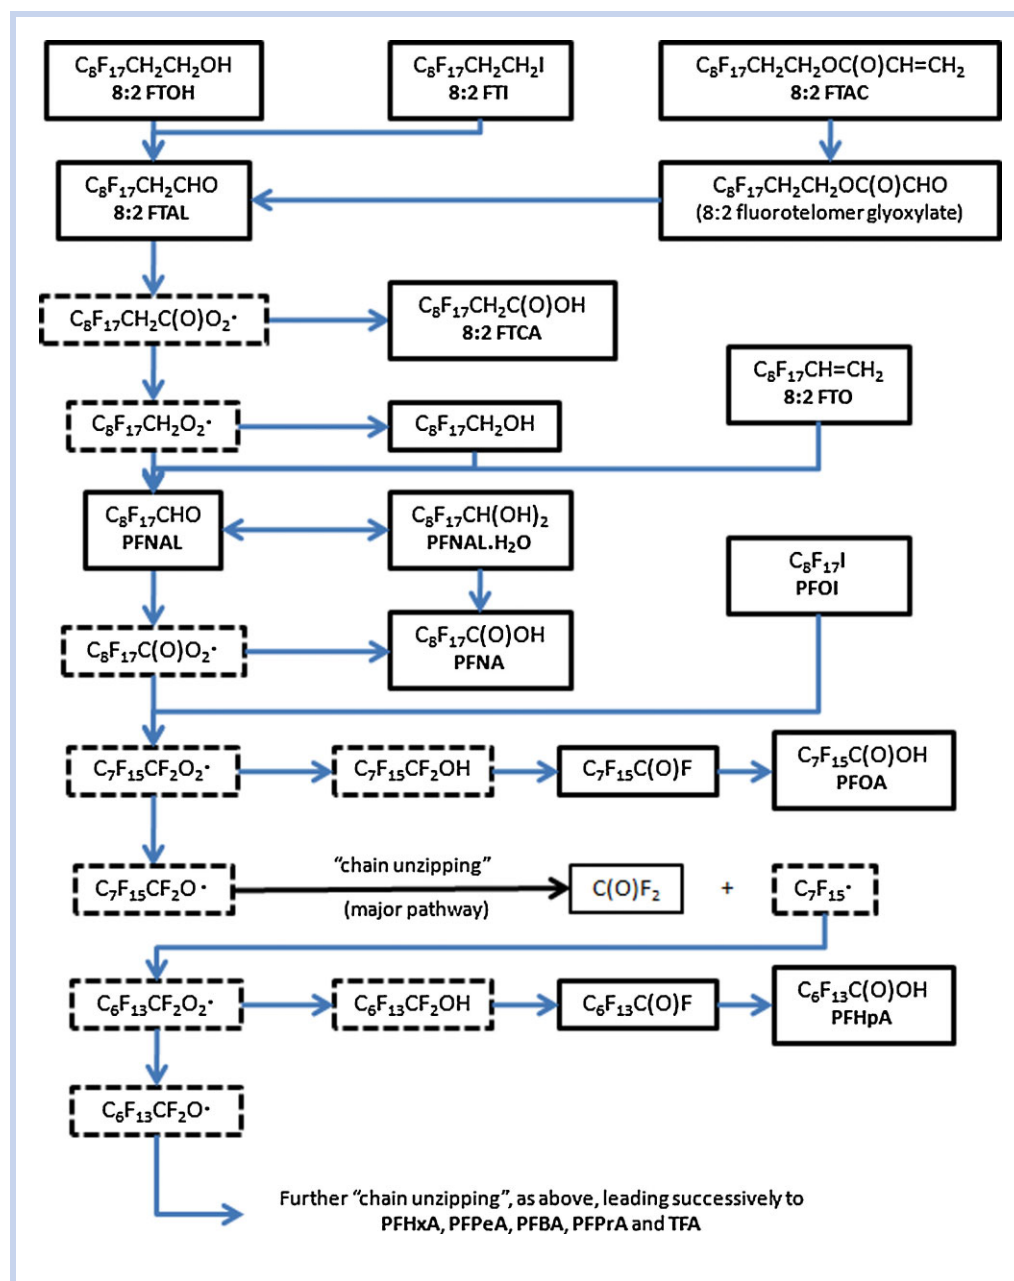 C₈F₁₇CH₂CH₂OH
8:2 FTOH
C₈F₁₇CH₂CH₂I
8:2 FTI
C₈F₁₇CH₂CH₂OC(O)CH=CH₂
8:2 FTAC
C₈F₁₇CH₂CHO
8:2 FTAL
C₈F₁₇CH₂CH₂OC(O)CHO
(8:2 fluorotelomer glyoxylate)
C₈F₁₇CH₂C(O)O₂·
C₈F₁₇CH₂C(O)OH
8:2 FTCA
C₈F₁₇CH=CH₂
8:2 FTO
C₈F₁₇CH₂O₂·
C₈F₁₇CH₂OH
C₈F₁₇CHO
PFNAL
C₈F₁₇CH(OH)₂
PFNAL.H₂O
C₈F₁₇I
PFOI
C₈F₁₇C(O)O₂·
C₈F₁₇C(O)OH
PFNA
C₇F₁₅CF₂O₂·
C₇F₁₅CF₂OH
C₇F₁₅C(O)F
C₇F₁₅C(O)OH
PFOA
C₇F₁₅CF₂O·
“chain unzipping”
(major pathway)
C(O)F₂
+
C₇F₁₅·
C₆F₁₃CF₂O₂·
C₆F₁₃CF₂OH
C₆F₁₃C(O)F
C₆F₁₃C(O)OH
PFHpA
C₆F₁₃CF₂O·
Further “chain unzipping”, as above, leading successively to
PFHxA, PFPeA, PFBA, PFPrA and TFA